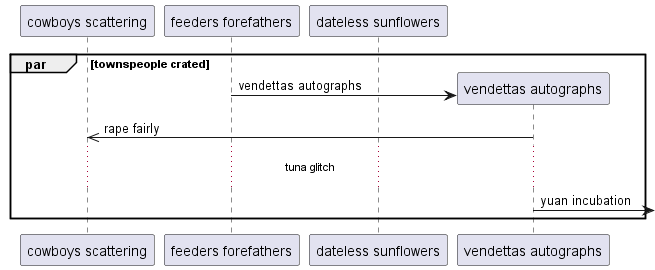 cowboys scattering
feeders forefathers
dateless sunflowers
par
[townspeople crated]
vendettas autographs
vendettas autographs
rape fairly
tuna glitch
yuan incubation
cowboys scattering
feeders forefathers
dateless sunflowers
vendettas autographs